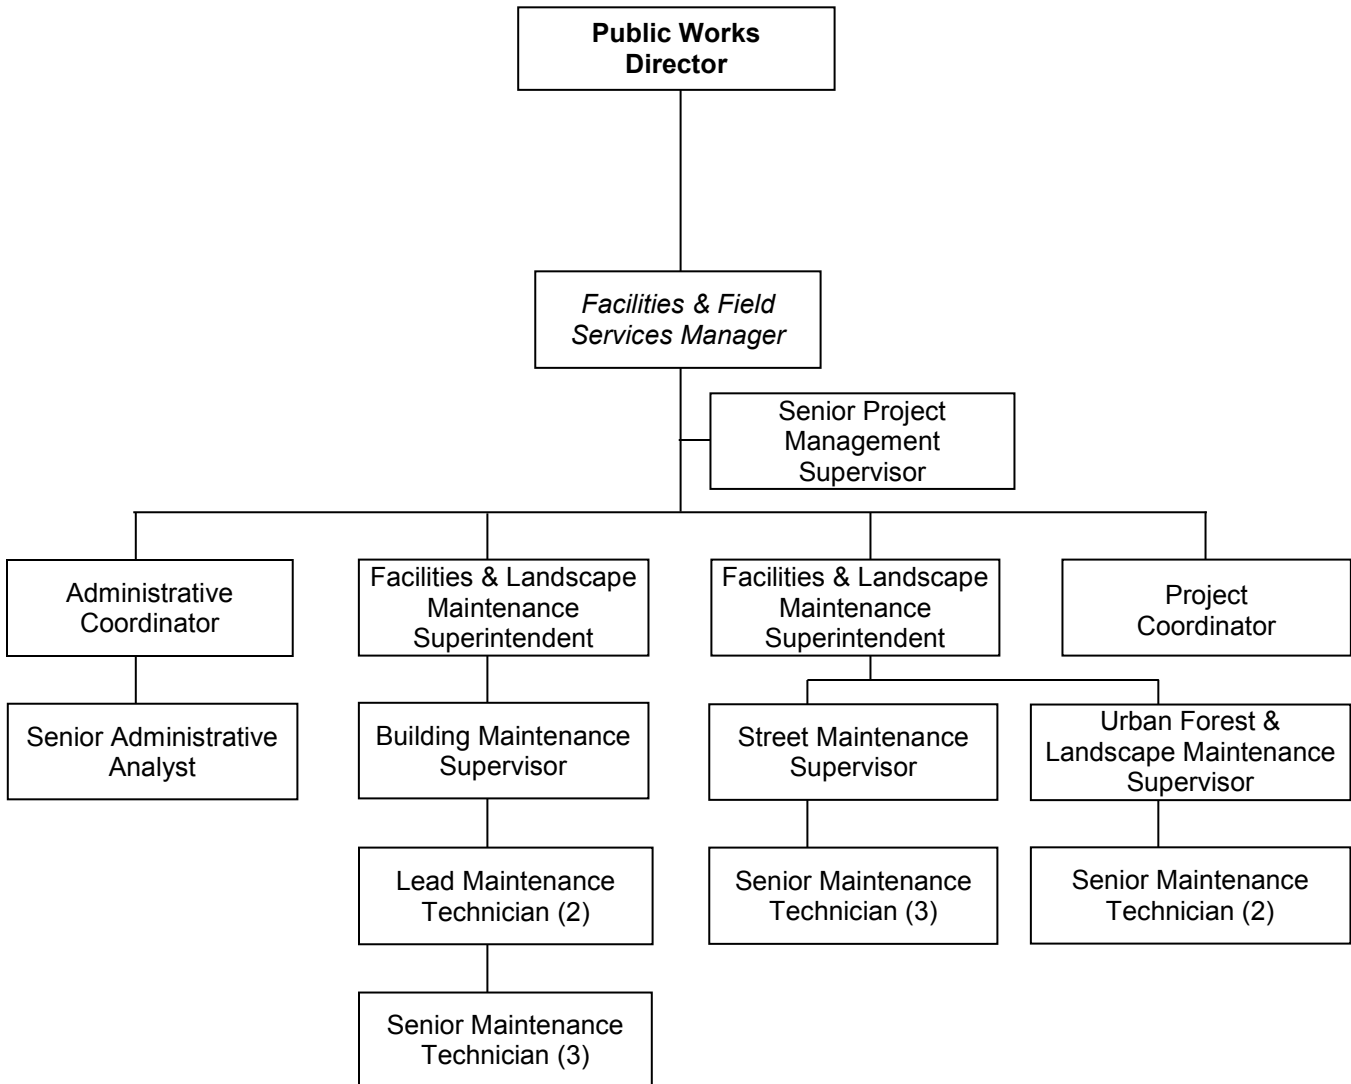 Public Works
Director
Facilities & Field
Services Manager
Senior Project
Management
Supervisor
Administrative
Coordinator
Facilities & Landscape
Maintenance
Superintendent
Facilities & Landscape
Maintenance
Superintendent
Project
Coordinator
Senior Administrative
Analyst
Building Maintenance
Supervisor
Street Maintenance
Supervisor
Urban Forest &
Landscape Maintenance
Supervisor
Lead Maintenance
Technician (2)
Senior Maintenance
Technician (3)
Senior Maintenance
Technician (2)
Senior Maintenance
Technician (3)